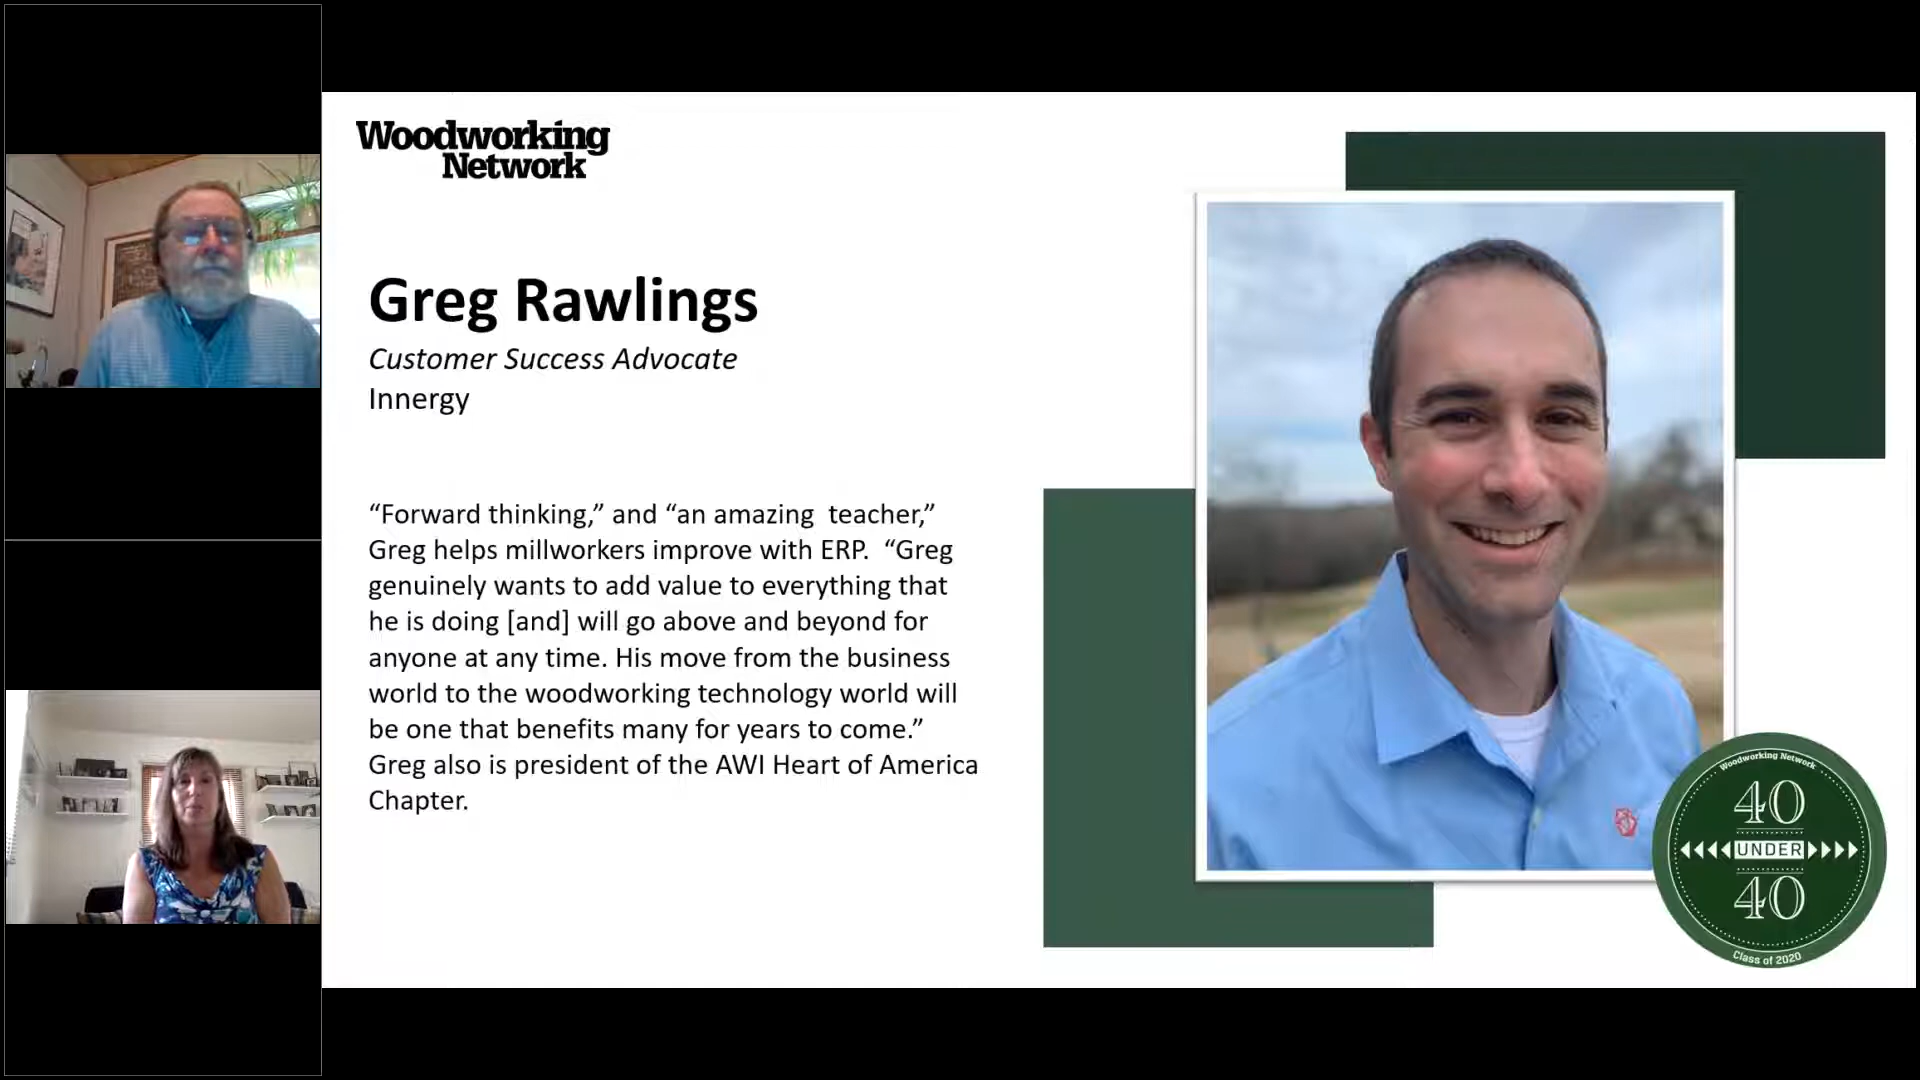 Woodworking
Network
Greg Rawlings
Customer Success Advocate
Innergy
“Forward thinking,” and “an amazing  teacher,”
Greg helps millworkers improve with ERP.  “Greg
genuinely wants to add value to everything that
he is doing [and] will go above and beyond for
anyone at any time. His move from the business
world to the woodworking technology world will
be one that benefits many for years to come.”
Greg also is president of the AWI Heart of America
Chapter.
Woodworking Network
40
UNDER
40
Class of 2020